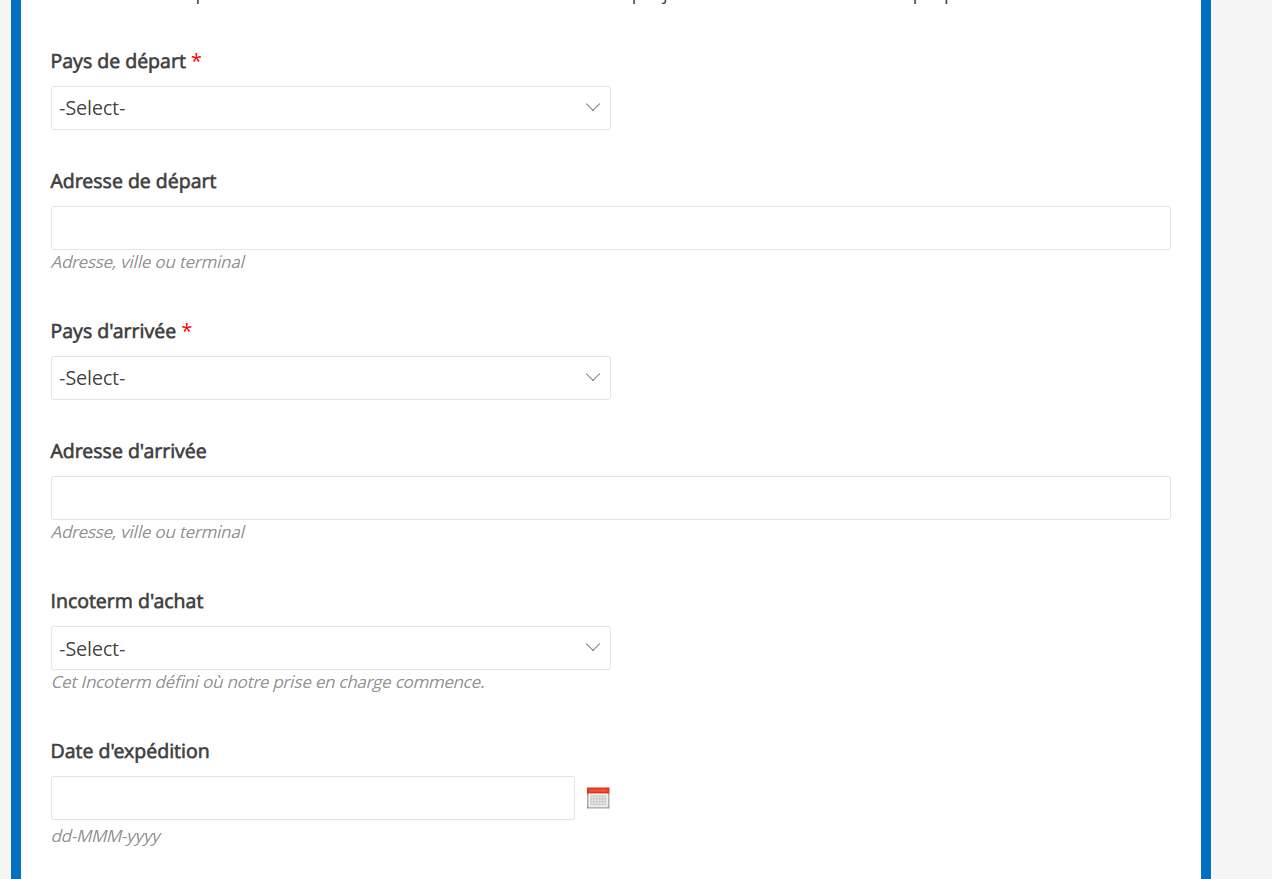 Pays de départ *
-Select-
Adresse de départ
Adresse, ville ou terminal
Pays d'arrivée *
-Select-
Adresse d'arrivée
Adresse, ville ou terminal
Incoterm d'achat
-Select-
Cet Incoterm défini où notre prise en charge commence.
Date d'expédition
dd-MMM-yyyy